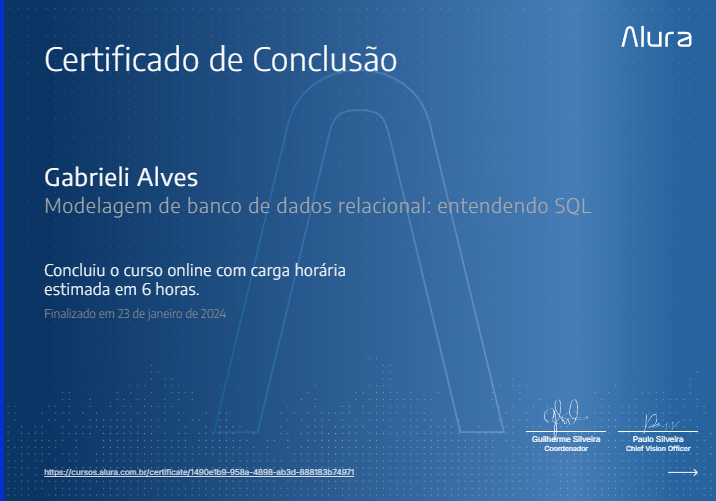 Alura
Certificado de Conclusão
Gabrieli Alves
Modelagem de banco de dados relacional: entendendo SQL
Concluiu o curso online com carga horária
estimada em 6 horas.
Finalizado em 23 de janeiro de 2024
Guilherme Silveira
Coordenador
Paulo Silveira
Chief Vision Officer
https://cursos.alura.com.br/certificate/1490e1b9-958a-4898-ab3d-888183b74971